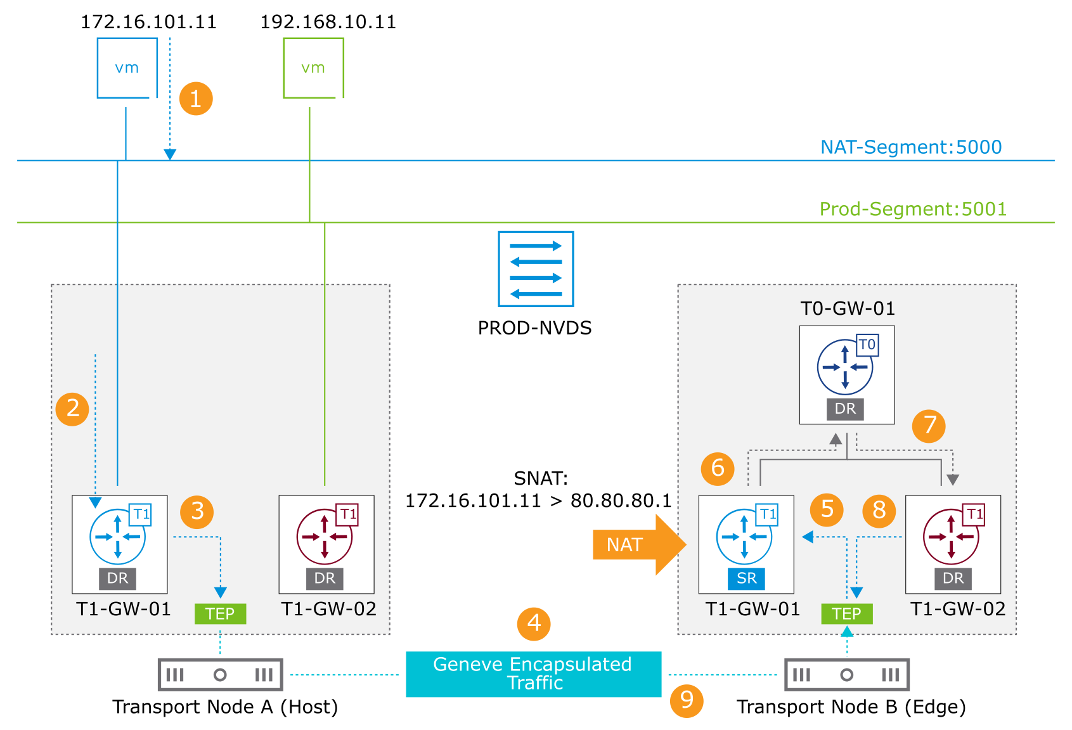 172.16.101.11
192.168.10.11
vm
vm
1
NAT-Segment:5000
Prod-Segment:5001
PROD-NVDS
T0-GW-01
T0
DR
2
7
6
SNAT:
172.16.101.11 > 80.80.80.1
3
5
8
T1
T1
T1
T1
NAT
DR
DR
SR
DR
T1-GW-01
T1-GW-02
T1-GW-01
T1-GW-02
TEP
TEP
4
Geneve Encapsulated
Traffic
9
Transport Node A (Host)
Transport Node B (Edge)